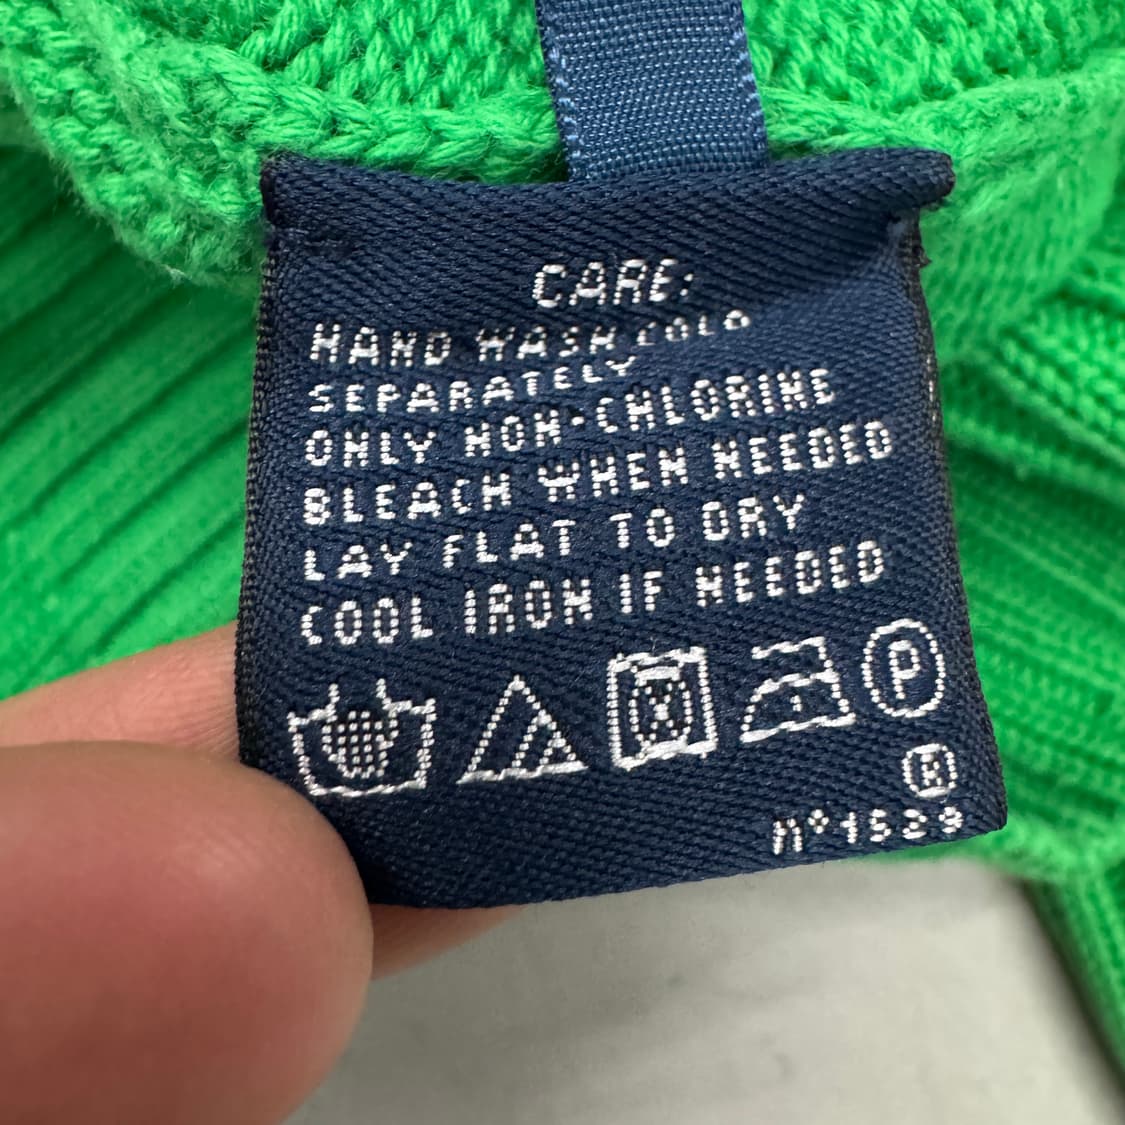 CARE:
HAND WASH COLD
SEPARATELY
ONLY NON-CHLORINE
BLEACH WHEN NEEDED
LAY FLAT TO DRY
COOL IRON IF NEEDED
P
R
Nº1529